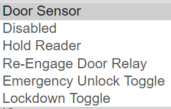 Door Sensor
Disabled
Hold Reader
Re-Engage Door Relay
Emergency Unlock Toggle
Lockdown Toggle